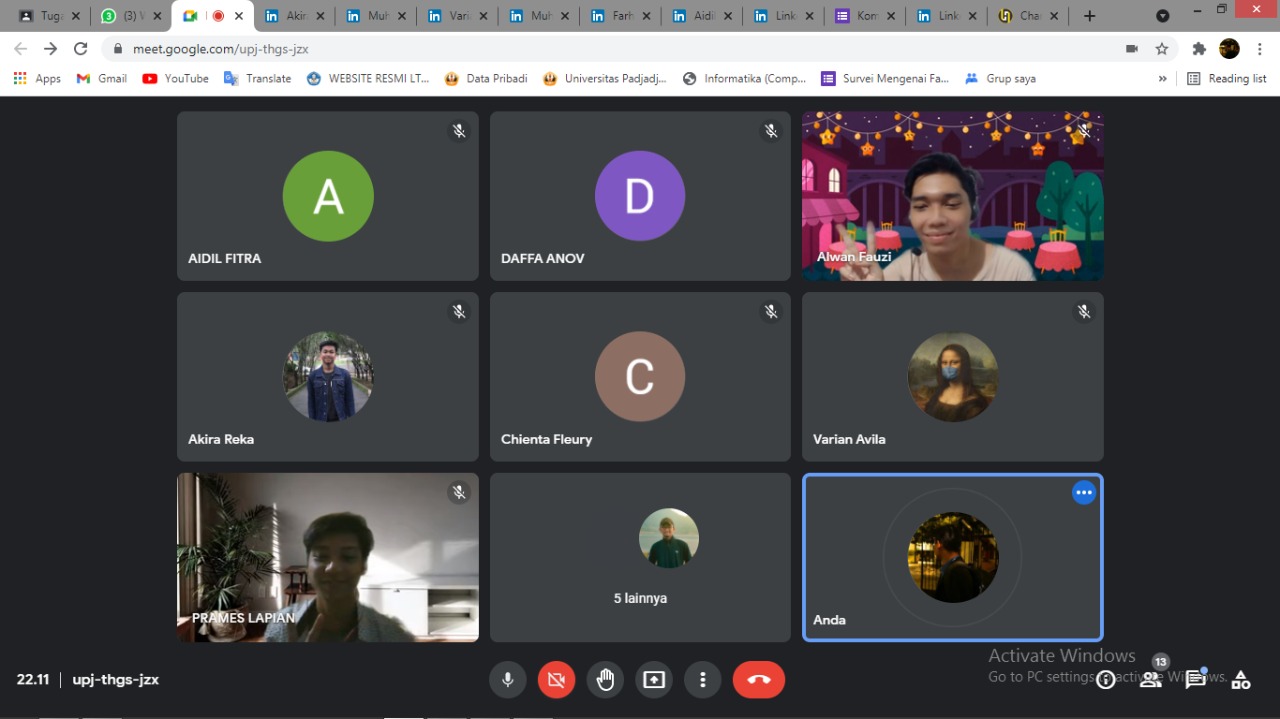 Tuga
(3) W
Akir
Muh
Vari
Muh
Farh
Aidil
Link
Kom
Link
Cha
meet.google.com/upj-thgs-jzx
Apps
Gmail
YouTube
Translate
WEBSITE RESMI LT...
Data Pribadi
Universitas Padjadj...
Informatika (Comp...
Survei Mengenai Fa...
Grup saya
»
Reading list
A
AIDIL FITRA
D
DAFFA ANOV
Alwan Fauzi
Akira Reka
C
Chienta Fleury
Varian Avila
PRAMES LAPIAN
5 lainnya
Anda
Activate Windows
Go to PC settings to activate Windows.
22.11 | upj-thgs-jzx
13